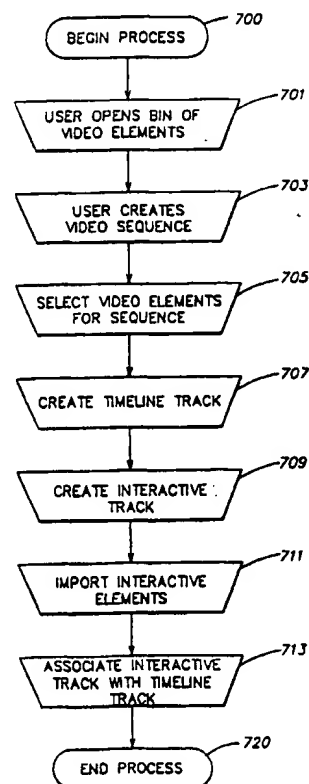 700
BEGIN PROCESS
701
USER OPENS BIN OF
VIDEO ELEMENTS
703
USER CREATES
VIDEO SEQUENCE
705
SELECT VIDEO ELEMENTS
FOR SEQUENCE
707
CREATE TIMELINE TRACK
709
CREATE INTERACTIVE
TRACK
711
IMPORT INTERACTIVE
ELEMENTS
713
ASSOCIATE INTERACTIVE
TRACK WITH TIMELINE
TRACK
720
END PROCESS